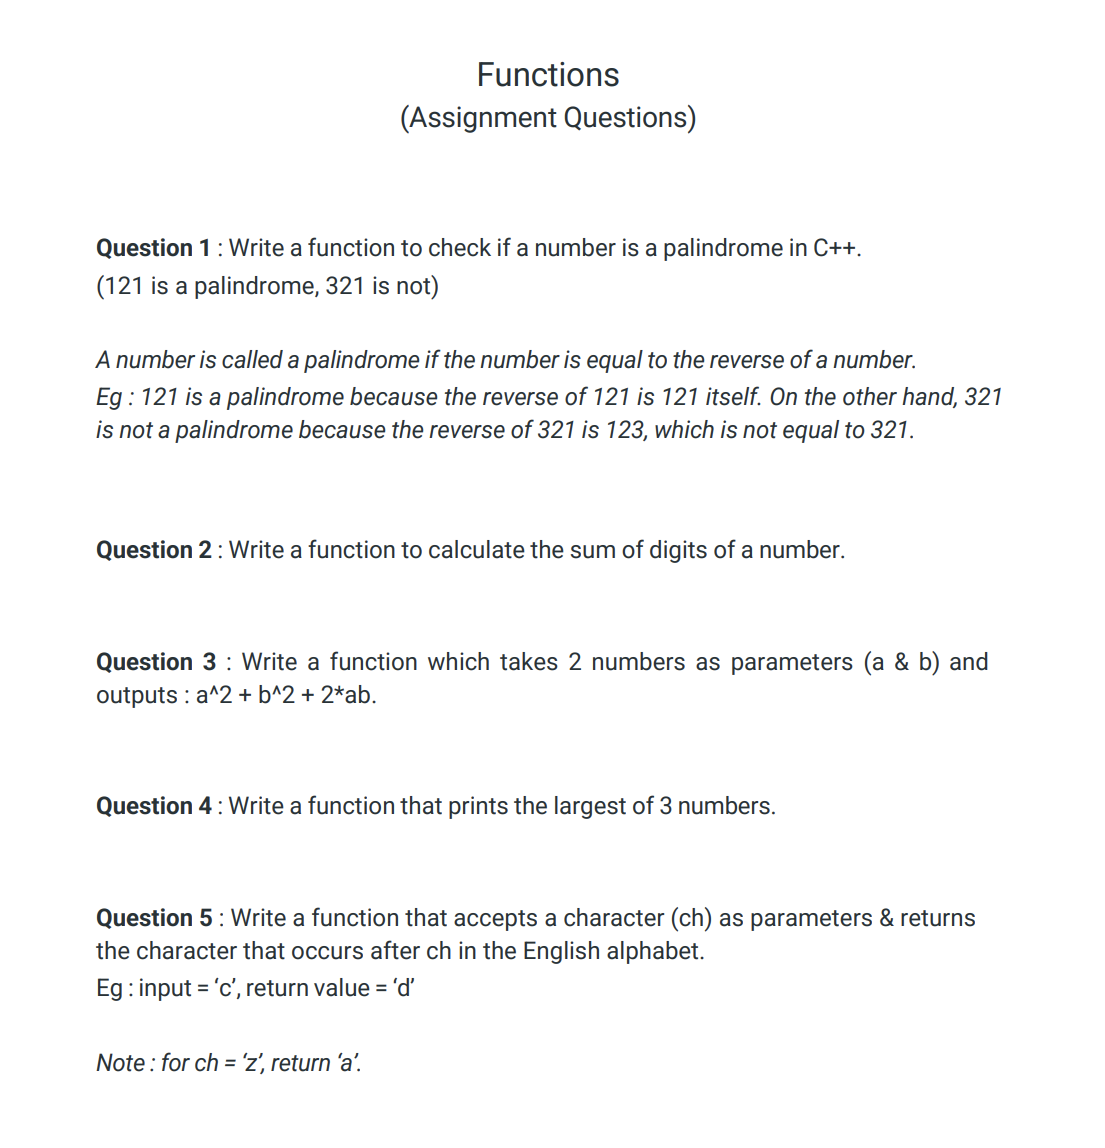 Functions
(Assignment Questions)
Question 1 : Write a function to check if a number is a palindrome in C++.
(121 is a palindrome, 321 is not)
A number is called a palindrome if the number is equal to the reverse of a number.
Eg : 121 is a palindrome because the reverse of 121 is 121 itself. On the other hand, 321
is not a palindrome because the reverse of 321 is 123, which is not equal to 321.
Question 2 : Write a function to calculate the sum of digits of a number.
Question 3 : Write a function which takes 2 numbers as parameters (a & b) and
outputs : a^2 + b^2 + 2*ab.
Question 4 : Write a function that prints the largest of 3 numbers.
Question 5 : Write a function that accepts a character (ch) as parameters & returns
the character that occurs after ch in the English alphabet.
Eg : input = ‘c’, return value = ‘d’
Note : for ch = ‘z’, return ‘a’.